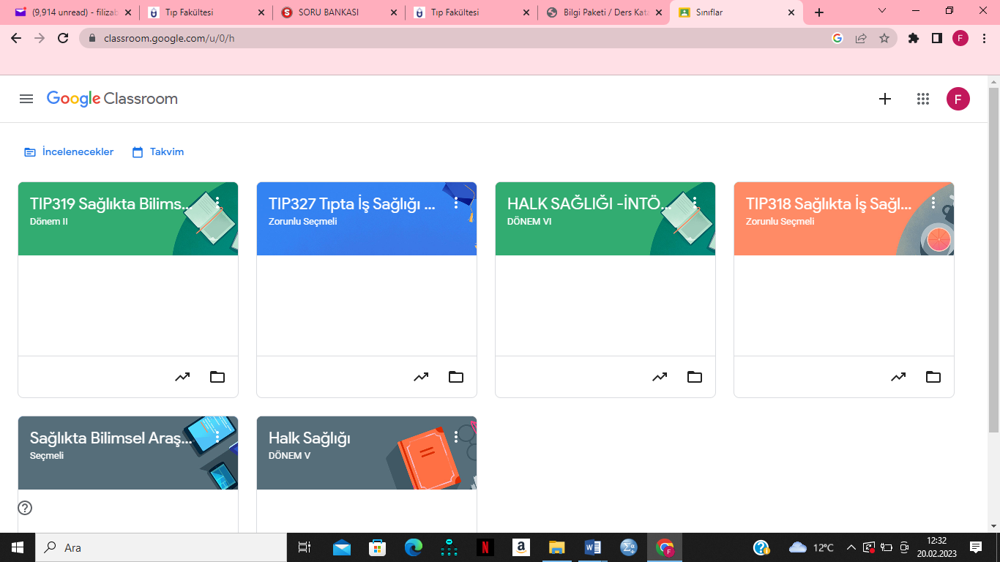 (9,914 unread) - filizab
Tıp Fakültesi
SORU BANKASI
Tıp Fakültesi
Bilgi Paketi / Ders Kata
Sınıflar
classroom.google.com/u/0/h
F
Google Classroom
F
İncelenecekler
Takvim
TIP319 Sağlıkta Bilims...
Dönem II
TIP327 Tıpta İş Sağlığı ...
Zorunlu Seçmeli
HALK SAĞLIĞI -İNTÖ...
DÖNEM VI
TIP318 Sağlıkta İş Sağl...
Zorunlu Seçmeli
Sağlıkta Bilimsel Araş...
Seçmeli
Halk Sağlığı
DÖNEM V
Ara
12°C
12:32
20.02.2023